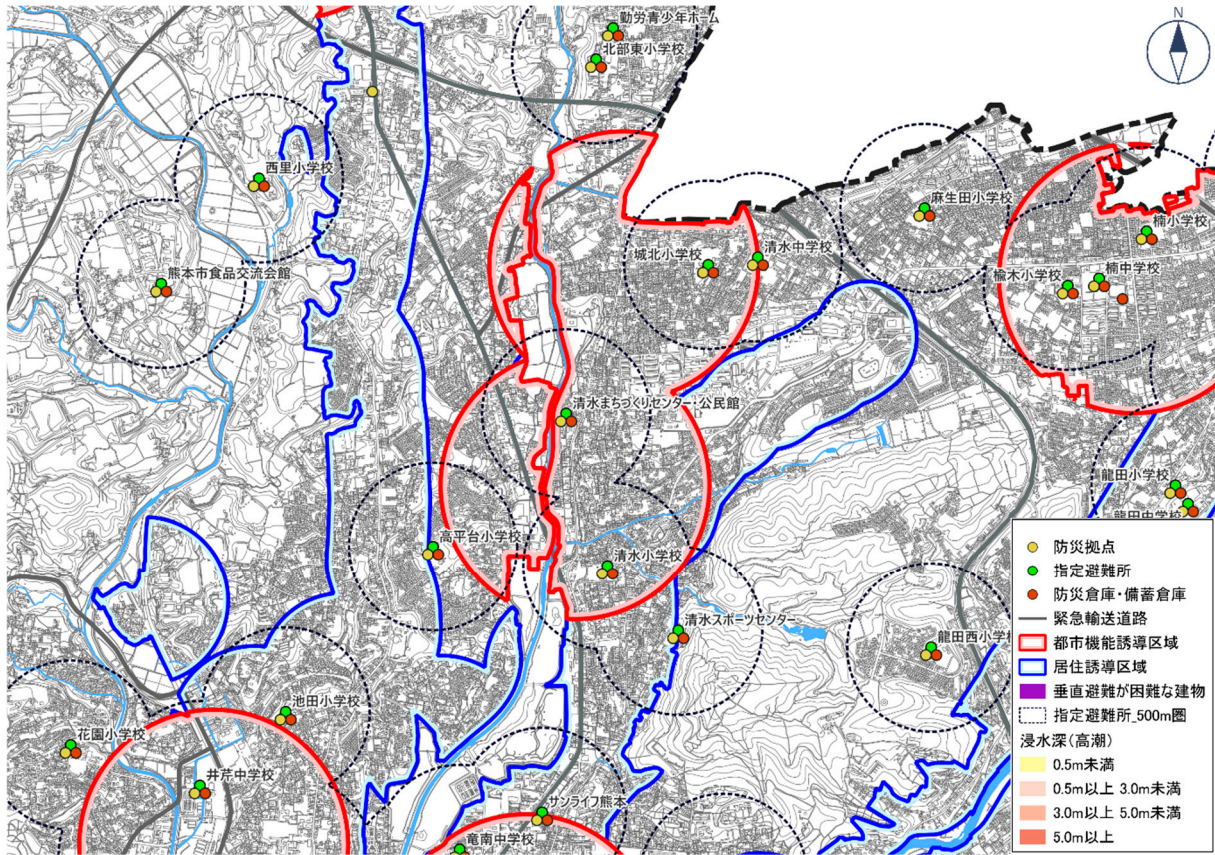 勤労青少年ホーム
N
北部東小学校
西里小学校
麻生田小学校
楠小学校
城北小学校
清水中学校
熊本市食品交流会館
楡木小学校
楠中学校
清水まちづくりセンター・公民館
龍田小学校
龍田中学校
高平台小学校
清水小学校
清水スポーツセンター
龍田西小学校
池田小学校
花園小学校
井芹中学校
サンライフ熊本
竜南中学校
防災拠点
指定避難所
防災倉庫・備蓄倉庫
緊急輸送道路
都市機能誘導区域
居住誘導区域
垂直避難が困難な建物
指定避難所_500m圏
浸水深(高潮)
0.5m未満
0.5m以上 3.0m未満
3.0m以上 5.0m未満
5.0m以上